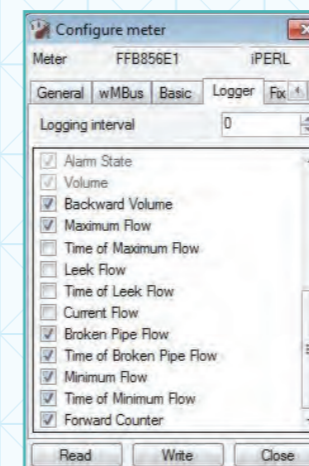 Configure meter
Meter FFB856E1 iPERL
General wMBus Basic Logger Fix
Logging interval 0
Alarm State
Volume
Backward Volume
Maximum Flow
Time of Maximum Flow
Leek Flow
Time of Leek Flow
Current Flow
Broken Pipe Flow
Time of Broken Pipe Flow
Minimum Flow
Time of Minimum Flow
Forward Counter
Read Write Close